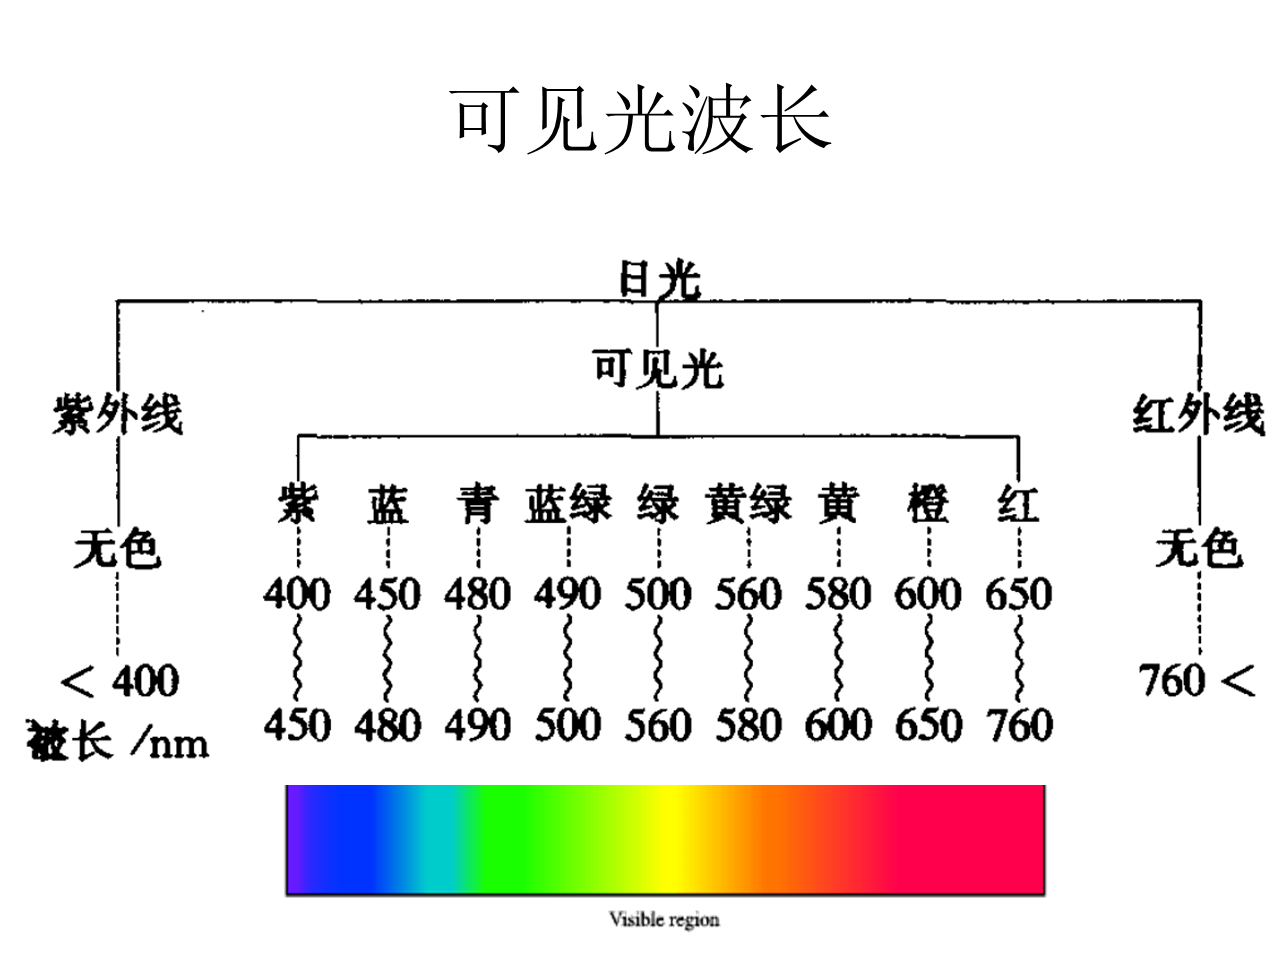 可见光波长
日光
可见光
紫外线
红外线
紫 蓝 青 蓝绿 绿 黄绿 黄 橙 红
无色
无色
400 450 480 490 500 560 580 600 650
< 400
760 <
450 480 490 500 560 580 600 650 760
波长 /nm
Visible region